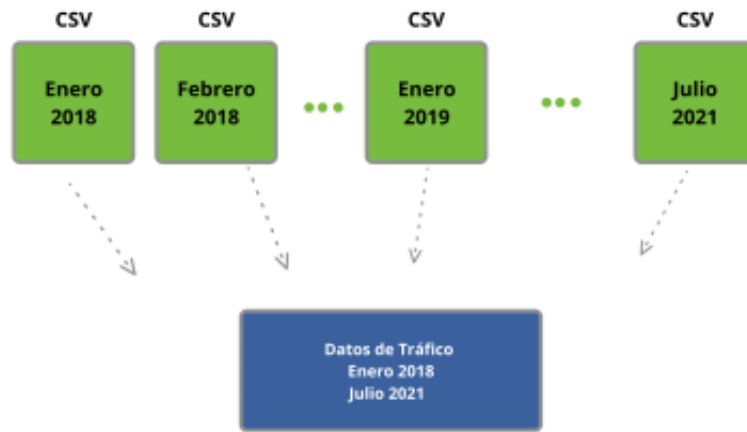 CSV
CSV
CSV
CSV
Enero
2018
Febrero
2018
Enero
2019
Julio
2021
Datos de Tráfico
Enero 2018
Julio 2021